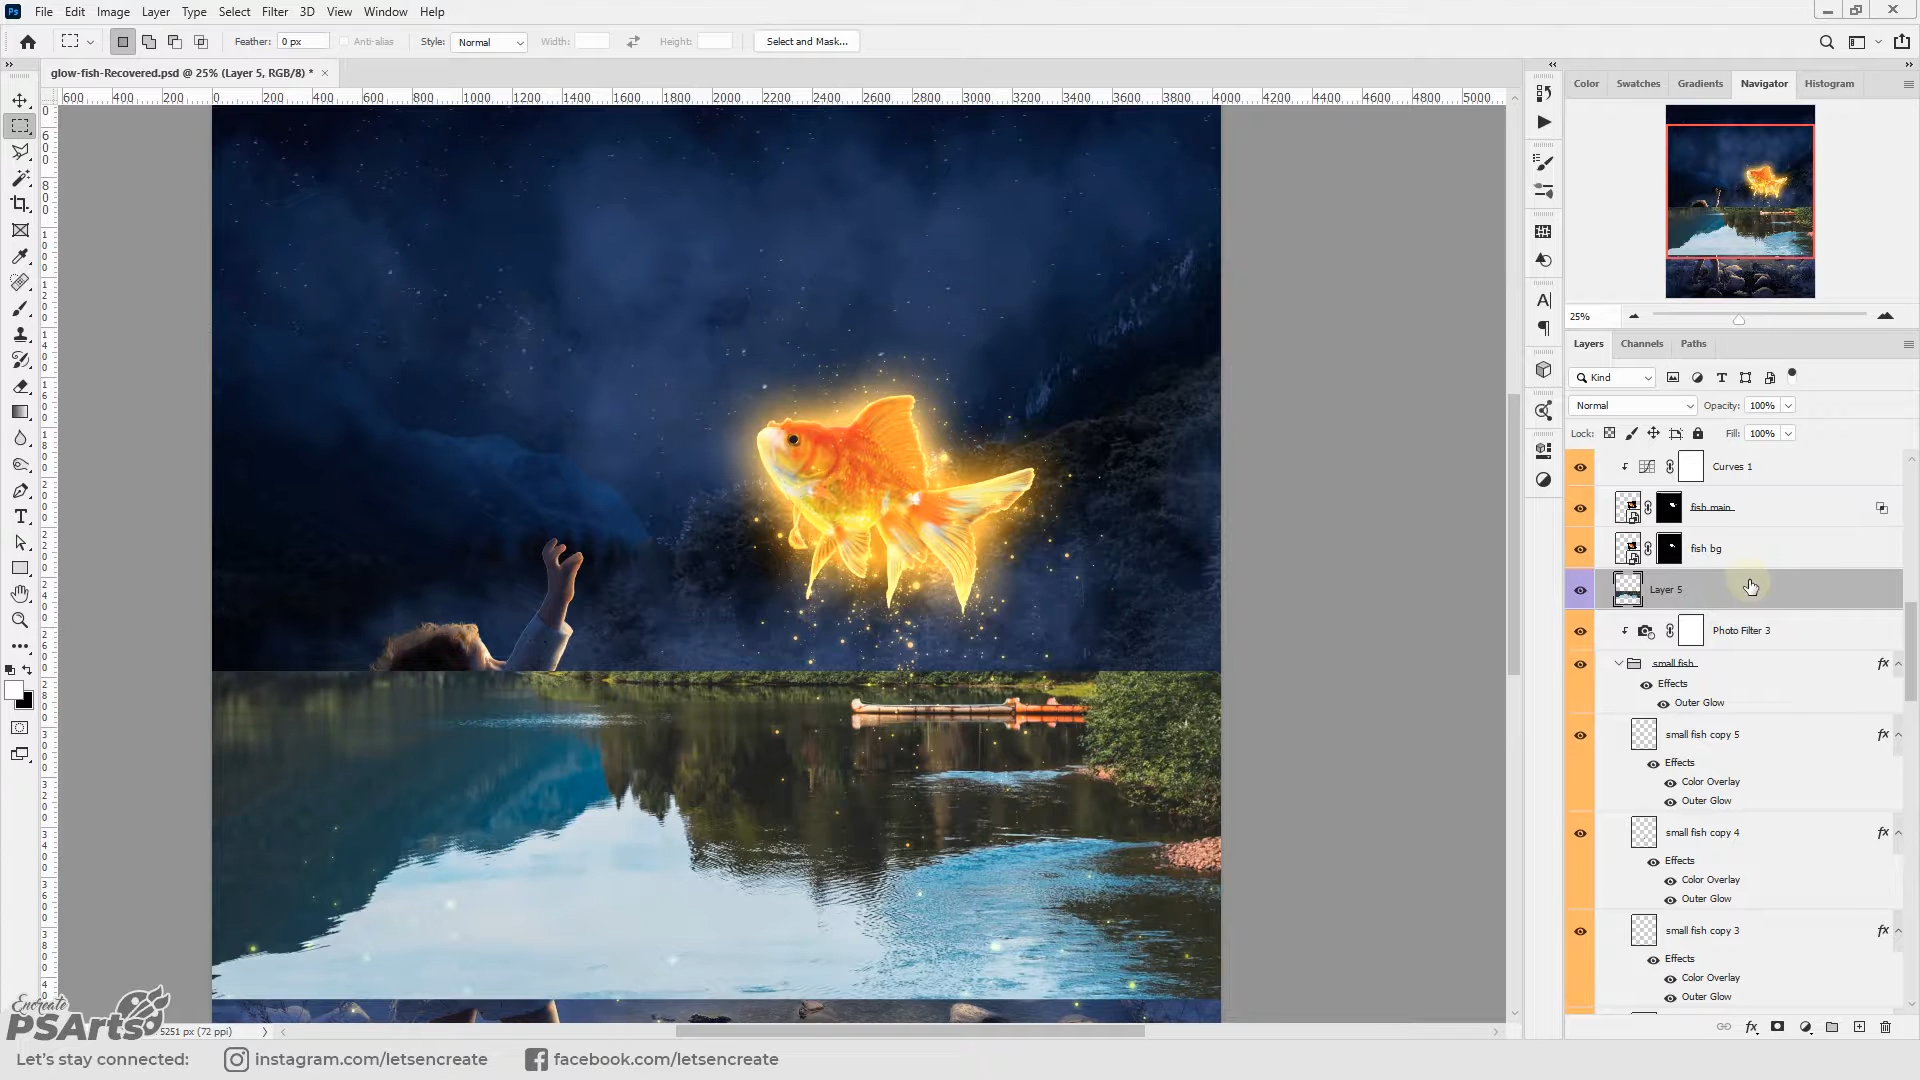 Ps File Edit Image Layer Type Select Filter 3D View Window Help
Feather: 0 px Anti-alias Style: Normal Width: Height: Select and Mask...
glow-fish-Recovered.psd @ 25% (Layer 5, RGB/8) * ×
600 400 200 0 200 400 600 800 1000 1200 1400 1600 1800 2000 2200 2400 2600 2800 3000 3200 3400 3600 3800 4000 4200 4400 4600 4800 5000
Color Swatches Gradients Navigator Histogram
25%
Layers Channels Paths
Kind
Normal Opacity: 100%
Lock: Fill: 100%
Curves 1
fish main
fish bg
Layer 5
Photo Filter 3
small fish fx
Effects
Outer Glow
small fish copy 5 fx
Effects
Color Overlay
Outer Glow
small fish copy 4 fx
Effects
Color Overlay
Outer Glow
small fish copy 3 fx
Effects
Color Overlay
Outer Glow
Encreate
PSArts
5251 px (72 ppi)
Let's stay connected: instagram.com/letsencreate facebook.com/letsencreate